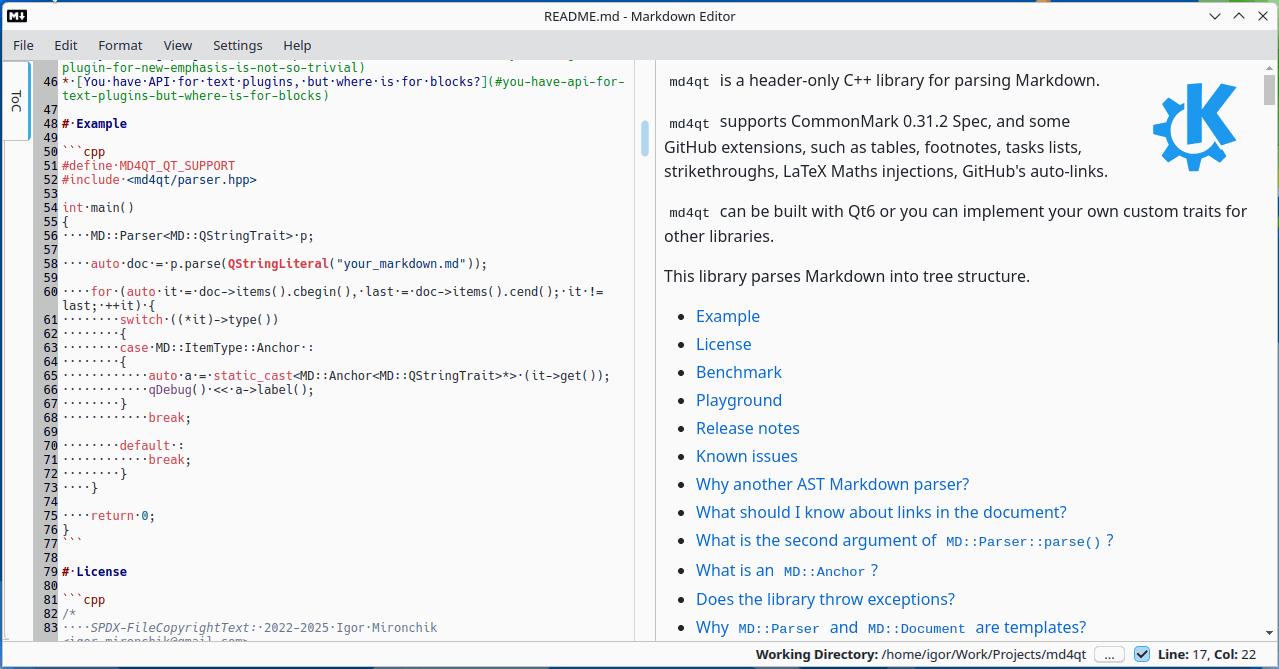 README.md - Markdown Editor
File Edit Format View Settings Help
ToC
plugin-for-new-emphasis-is-not-so-trivial)
46 *·[You·have·API·for·text·plugins,·but·where·is·for·blocks?](#you-have-api-for-
text-plugins-but-where-is-for-blocks)
47
48 #·Example
49
50 ```cpp
51 #define·MD4QT_QT_SUPPORT
52 #include·<md4qt/parser.hpp>
53
54 int·main()
55 {
56 ····MD::Parser<MD::QStringTrait>·p;
57
58 ····auto·doc·=·p.parse(QStringLiteral("your_markdown.md"));
59
60 ····for·(auto·it·=·doc->items().cbegin(),·last·=·doc->items().cend();·it·!=·
last;·++it)·{
61 ········switch·((*it)->type())
62 ········{
63 ········case·MD::ItemType::Anchor·:
64 ········{
65 ············auto·a·=·static_cast<MD::Anchor<MD::QStringTrait>*>·(it->get());
66 ············qDebug()·<<·a->label();
67 ········}
68 ············break;
69
70 ········default·:
71 ············break;
72 ········}
73 ····}
74
75 ····return·0;
76 }
77 ```
78
79 #·License
80
81 ```cpp
82 /*
83 ····SPDX-FileCopyrightText:·2022-2025·Igor·Mironchik
<igor.mironchik@gmail.com>
md4qt is a header-only C++ library for parsing Markdown.
md4qt supports CommonMark 0.31.2 Spec, and some
GitHub extensions, such as tables, footnotes, tasks lists,
strikethroughs, LaTeX Maths injections, GitHub's auto-links.
md4qt can be built with Qt6 or you can implement your own custom traits for
other libraries.
This library parses Markdown into tree structure.
• Example
• License
• Benchmark
• Playground
• Release notes
• Known issues
• Why another AST Markdown parser?
• What should I know about links in the document?
• What is the second argument of MD::Parser::parse() ?
• What is an MD::Anchor ?
• Does the library throw exceptions?
• Why MD::Parser and MD::Document are templates?
Working Directory: /home/igor/Work/Projects/md4qt ... Line: 17, Col: 22